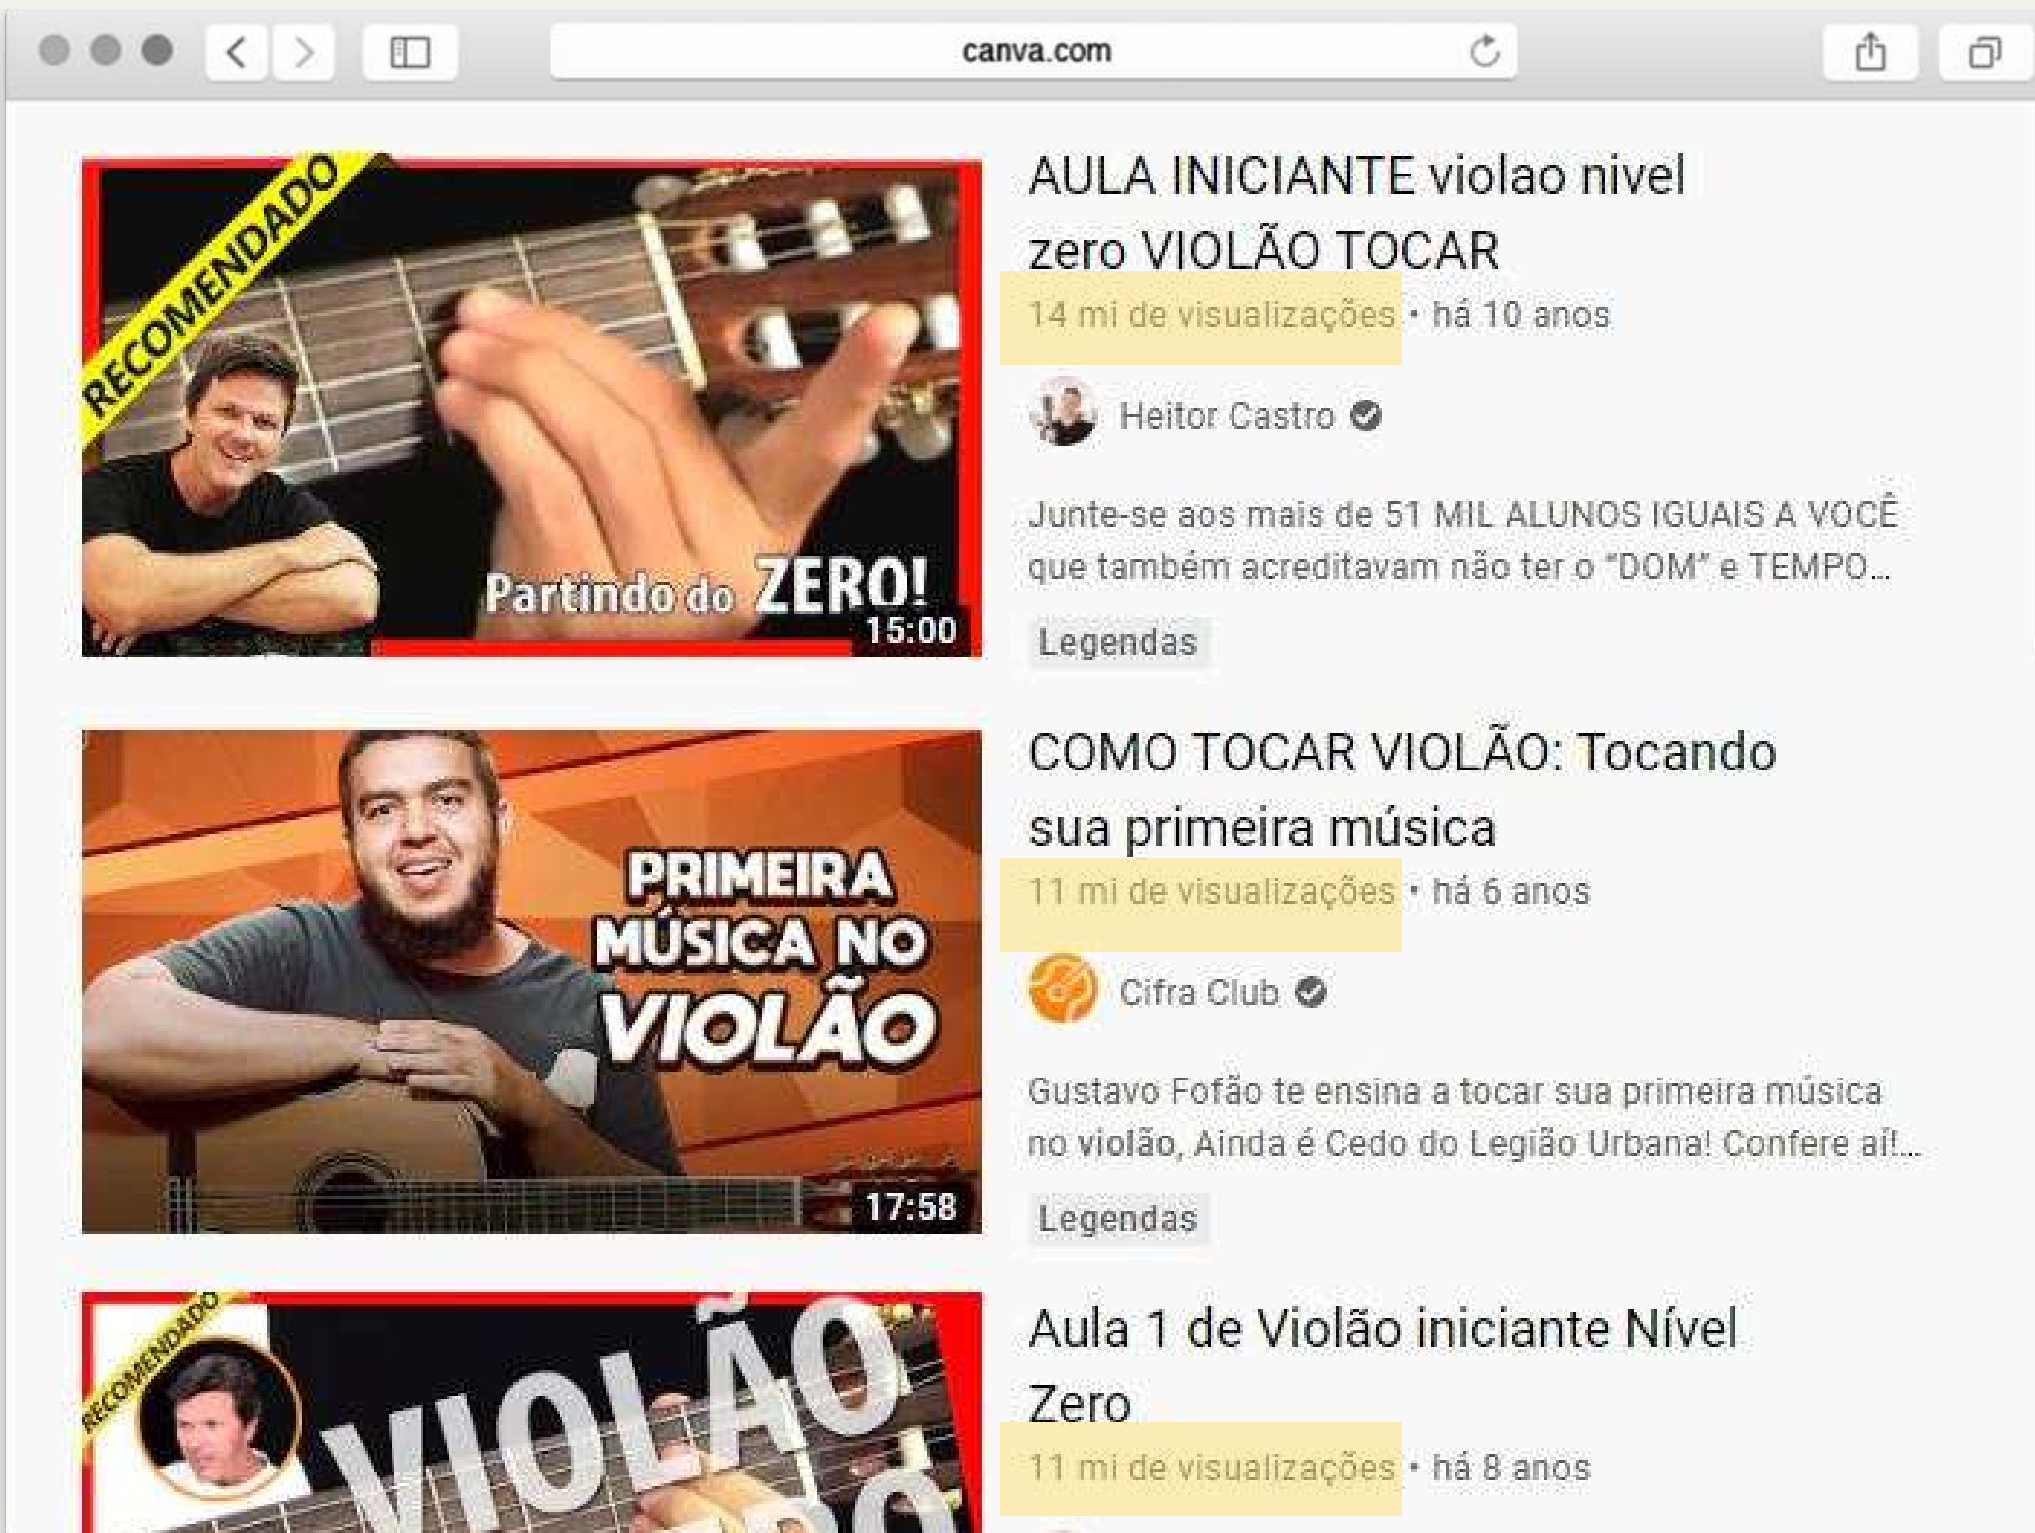 canva.com
RECOMENDADO
Partindo do ZERO!
15:00
AULA INICIANTE violao nivel
zero VIOLÃO TOCAR
14 mi de visualizações • há 10 anos
Heitor Castro
Junte-se aos mais de 51 MIL ALUNOS IGUAIS A VOCÊ
que também acreditavam não ter o "DOM" e TEMPO...
Legendas
PRIMEIRA
MÚSICA NO
VIOLÃO
17:58
COMO TOCAR VIOLÃO: Tocando
sua primeira música
11 mi de visualizações • há 6 anos
Cifra Club
Gustavo Fofão te ensina a tocar sua primeira música
no violão, Ainda é Cedo do Legião Urbana! Confere aí!...
Legendas
RECOMENDADO
VIOLÃO
Aula 1 de Violão iniciante Nível
Zero
11 mi de visualizações • há 8 anos